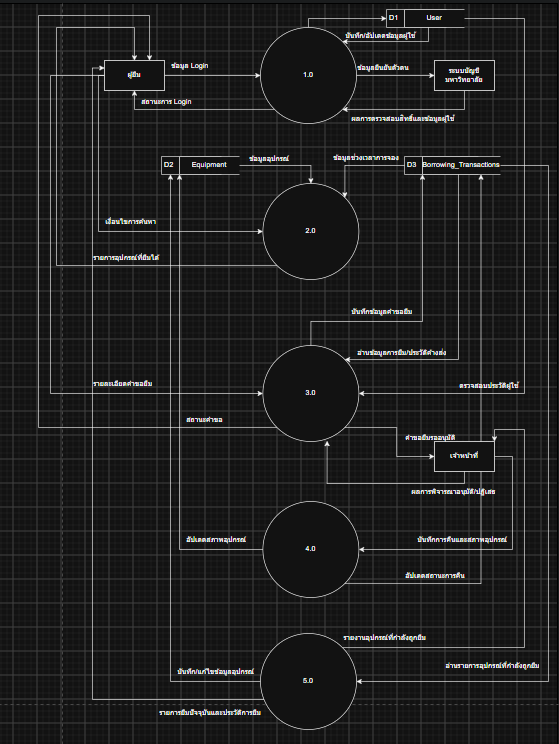 D1 User
บันทึก/อัปเดตข้อมูลผู้ใช้
ข้อมูล Login
ผู้ยืม
1.0
ข้อมูลยืนยันตัวตน
ระบบบัญชี
มหาวิทยาลัย
สถานะการ Login
ผลการตรวจสอบสิทธิ์และข้อมูลผู้ใช้
D2 Equipment
ข้อมูลอุปกรณ์
ข้อมูลช่วงเวลาการจอง
D3 Borrowing_Transactions
เงื่อนไขการค้นหา
2.0
รายการอุปกรณ์ที่ยืมได้
บันทึกข้อมูลคำขอยืม
อ่านข้อมูลการยืม/ประวัติค้างส่ง
รายละเอียดคำขอยืม
3.0
ตรวจสอบประวัติผู้ใช้
สถานะคำขอ
คำขอยืมรออนุมัติ
เจ้าหน้าที่
ผลการพิจารณาอนุมัติ/ปฏิเสธ
อัปเดตสภาพอุปกรณ์
4.0
บันทึกการคืนและสภาพอุปกรณ์
อัปเดตสถานะการคืน
รายงานอุปกรณ์ที่กำลังถูกยืม
บันทึก/แก้ไขข้อมูลอุปกรณ์
5.0
อ่านรายการอุปกรณ์ที่กำลังถูกยืม
รายการยืมปัจจุบันและประวัติการยืม